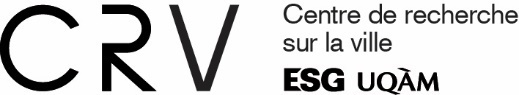 CRV
Centre de recherche
sur la ville
ESG UQÀM